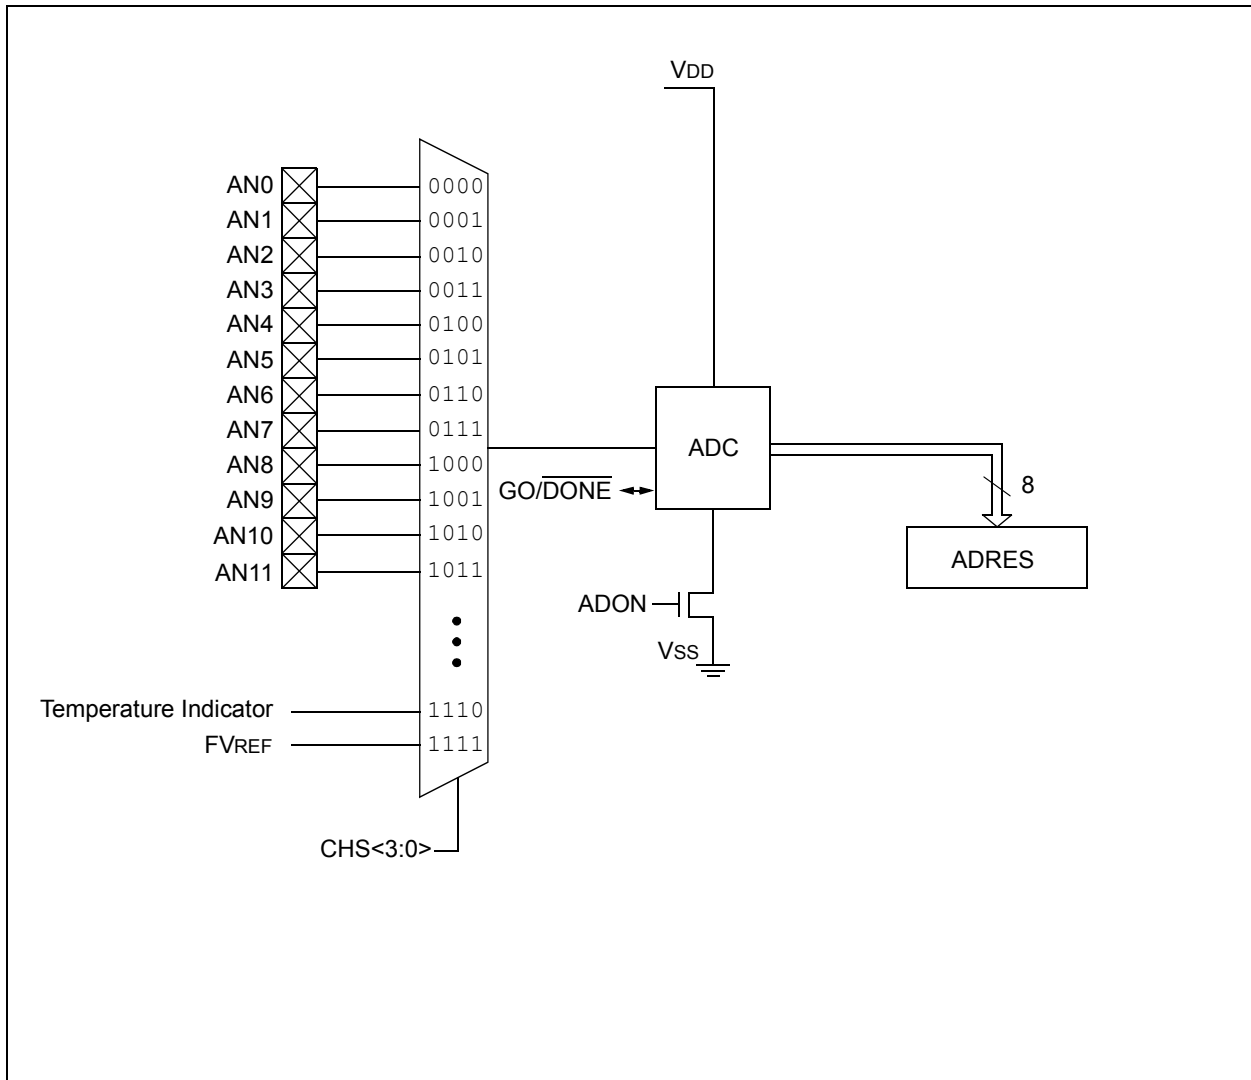 VDD
AN0 0000
AN1 0001
AN2 0010
AN3 0011
AN4 0100
AN5 0101
AN6 0110
AN7 0111
AN8 1000
AN9 1001
AN10 1010
AN11 1011
ADC
GO/DONE
8
ADRES
ADON
VSS
Temperature Indicator 1110
FVREF 1111
CHS<3:0>